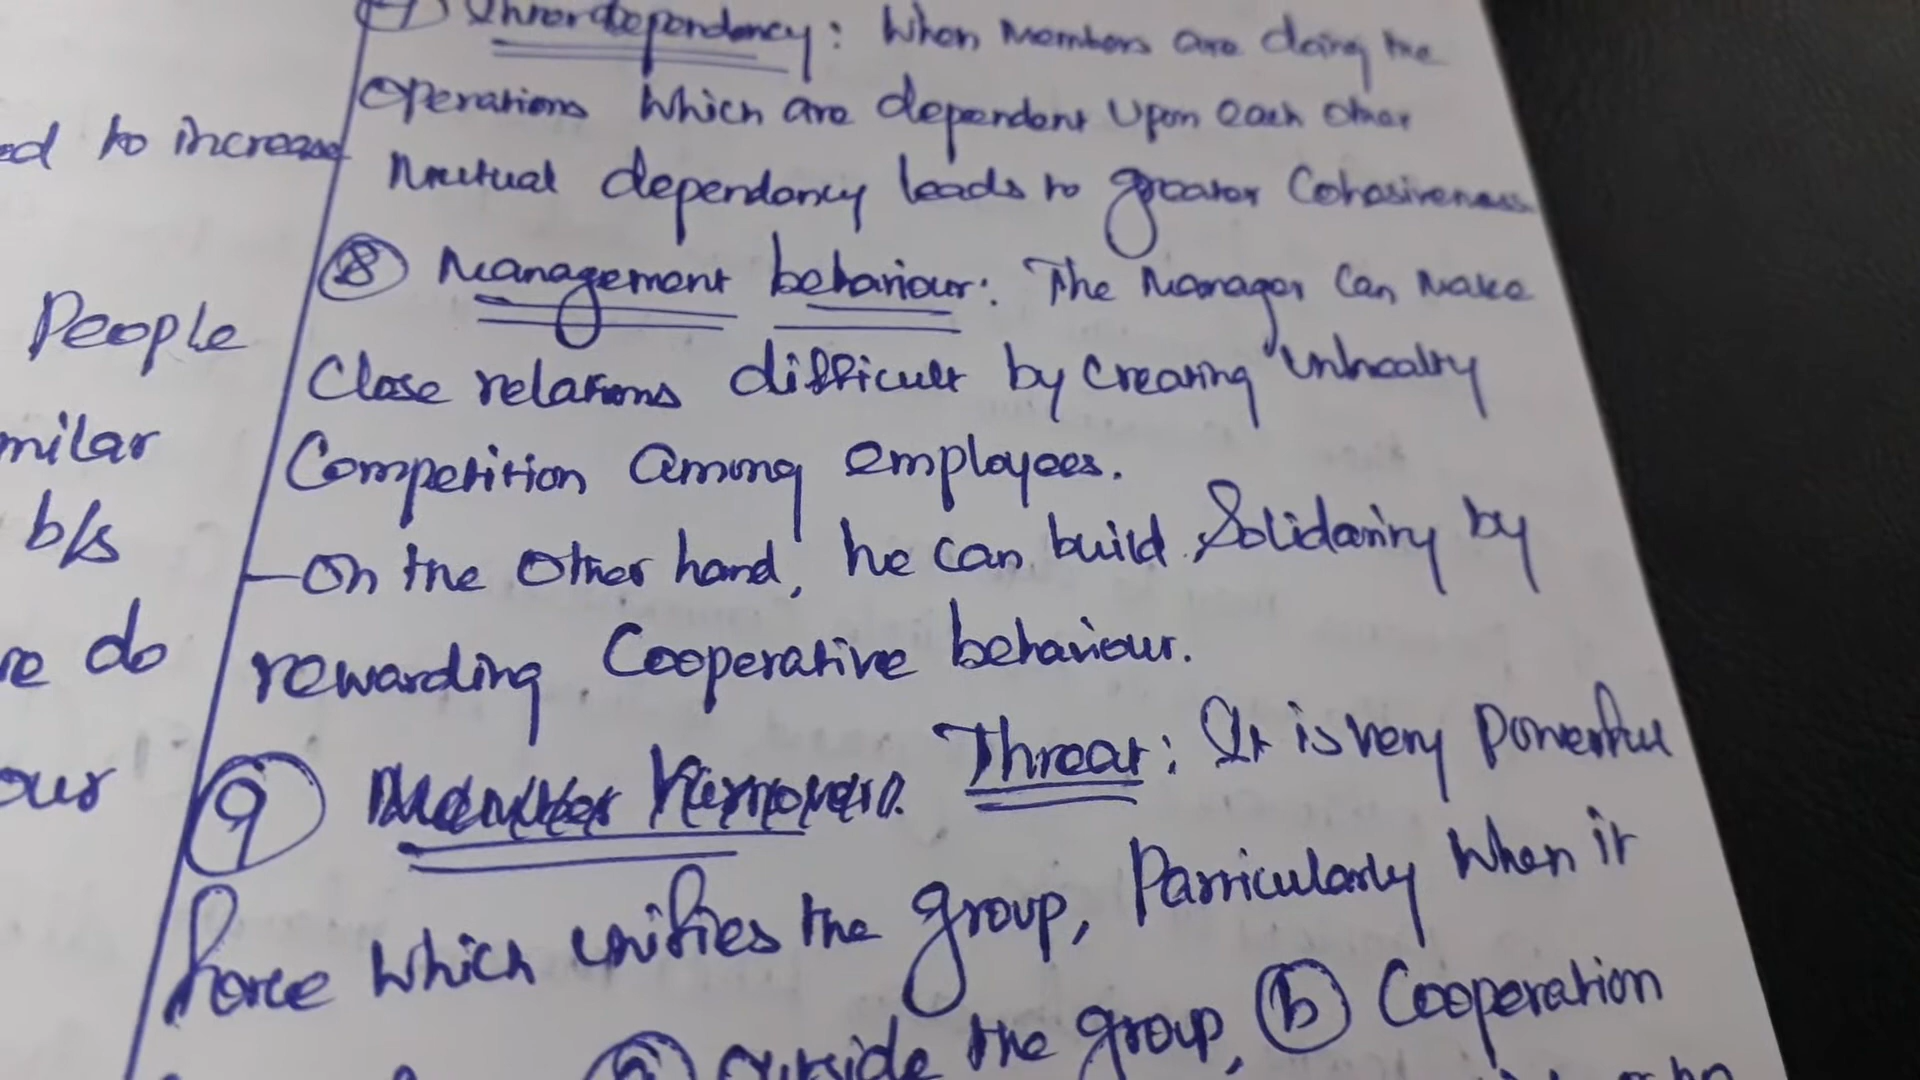 ed to increase
People
milar
b/s
re do
our
7 Interdependency: When Members are doing the
Operations which are dependent upon each other
Mutual dependancy leads to greater Cohesiveness
8 Management behaviour: The Manager Can Make
Close relations difficult by creating unhealty
Competition among employees.
— On the other hand, he can build Solidarity by
rewarding Cooperative behaviour.
9 Threat: It is very Powerful
force which unifies the group, Particularly when it
outside the group, b Cooperation